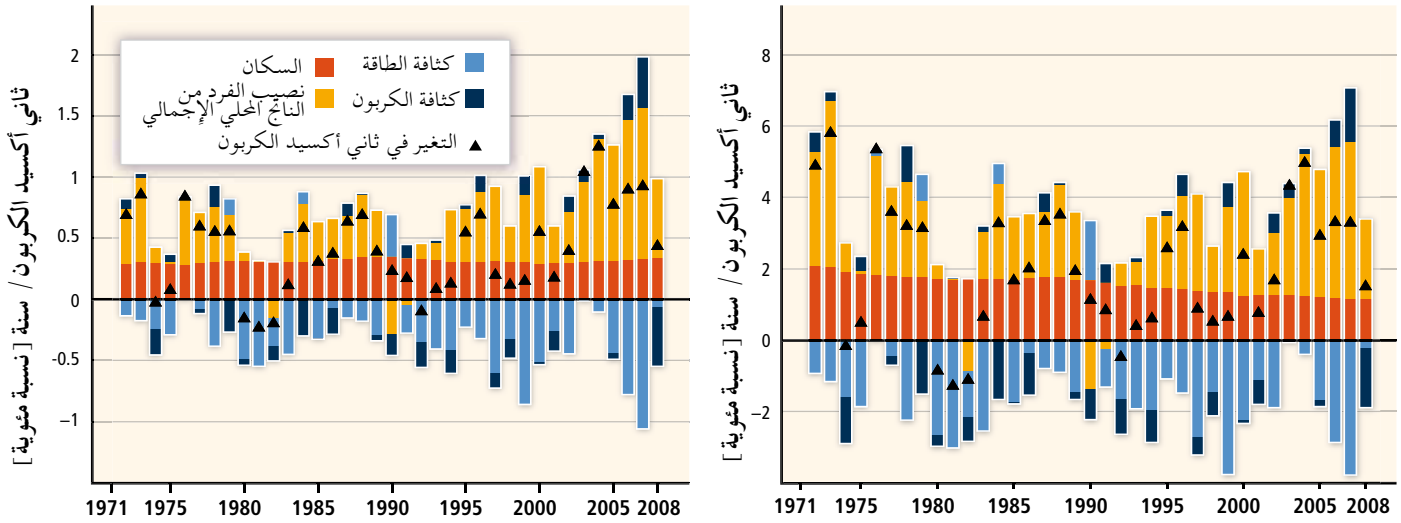 ثاني أكسيد الكربون / سنة [ نسبة مئوية ]
2
1.5
1
0.5
0
-0.5
-1
السكان
كثافة الطاقة
نصيب الفرد من
الناتج المحلي الإجمالي
كثافة الكربون
التغير في ثاني أكسيد الكربون
1971 1975 1980 1985 1990 1995 2000 2005 2008
ثاني أكسيد الكربون / سنة [ نسبة مئوية ]
8
6
4
2
0
-2
1971 1975 1980 1985 1990 1995 2000 2005 2008